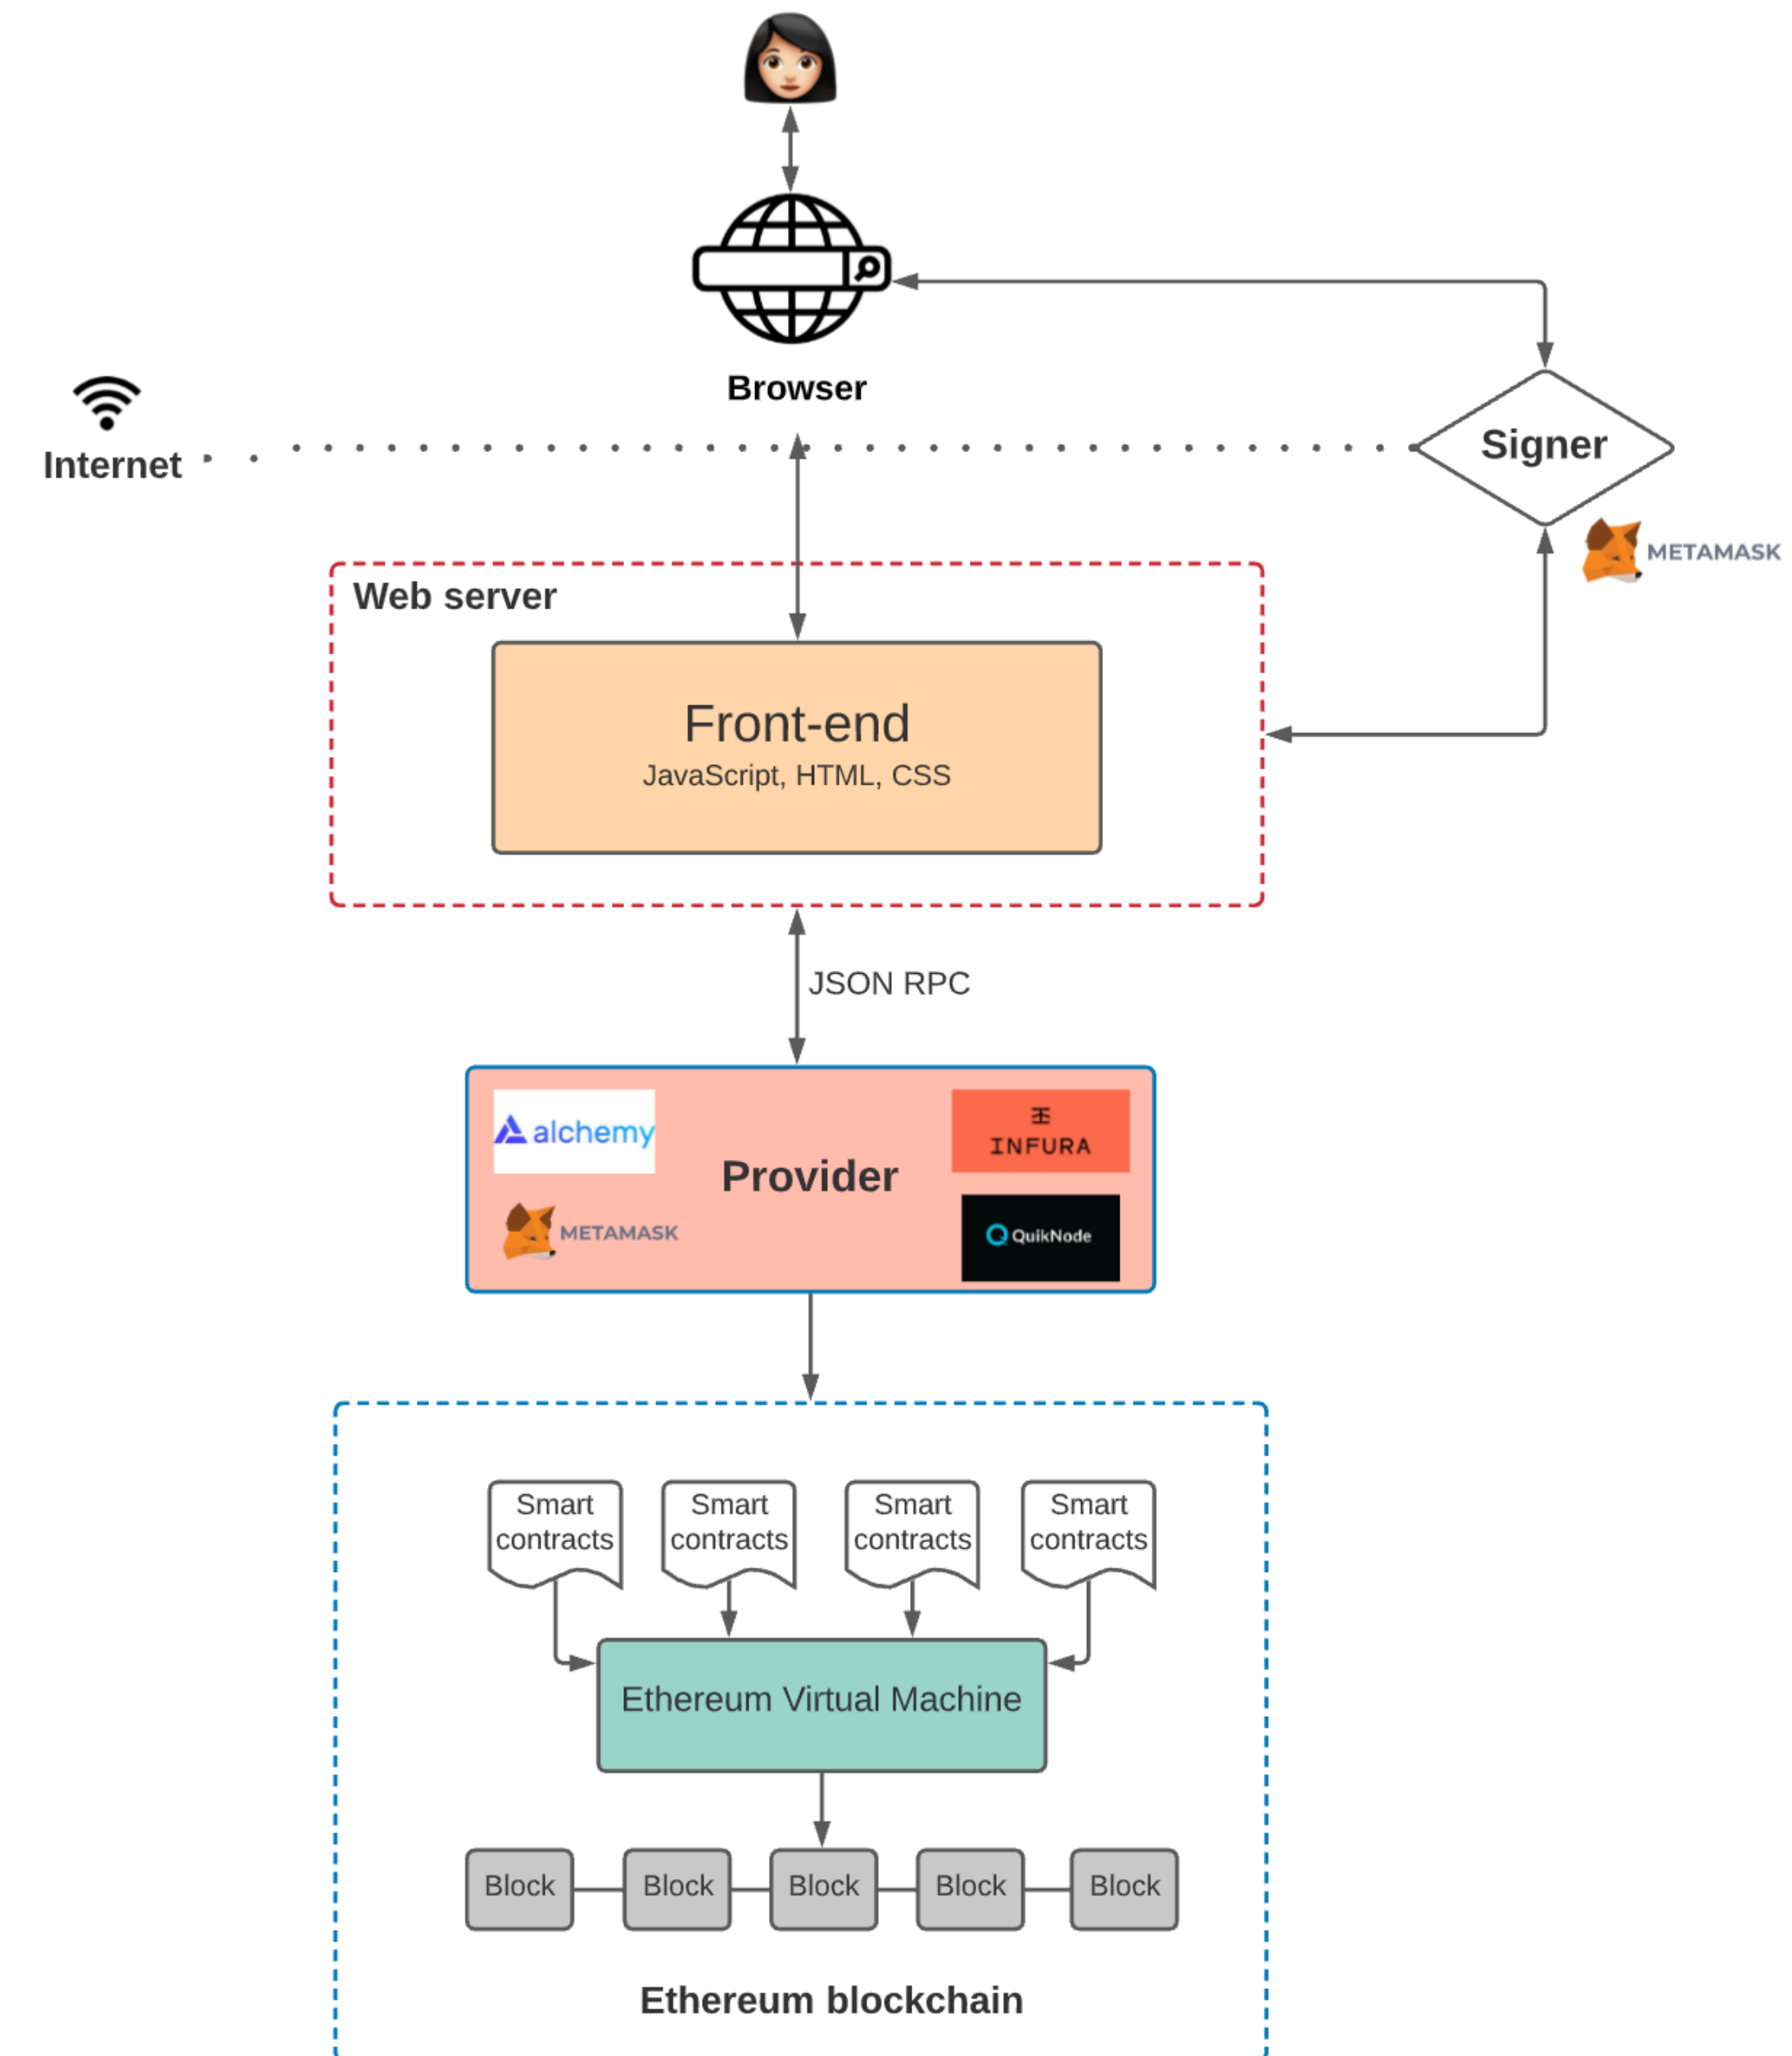 Browser
Internet
Signer
METAMASK
Web server
Front-end
JavaScript, HTML, CSS
JSON RPC
alchemy
INFURA
Provider
METAMASK
QuikNode
Smart
contracts
Smart
contracts
Smart
contracts
Smart
contracts
Ethereum Virtual Machine
Block
Block
Block
Block
Block
Ethereum blockchain